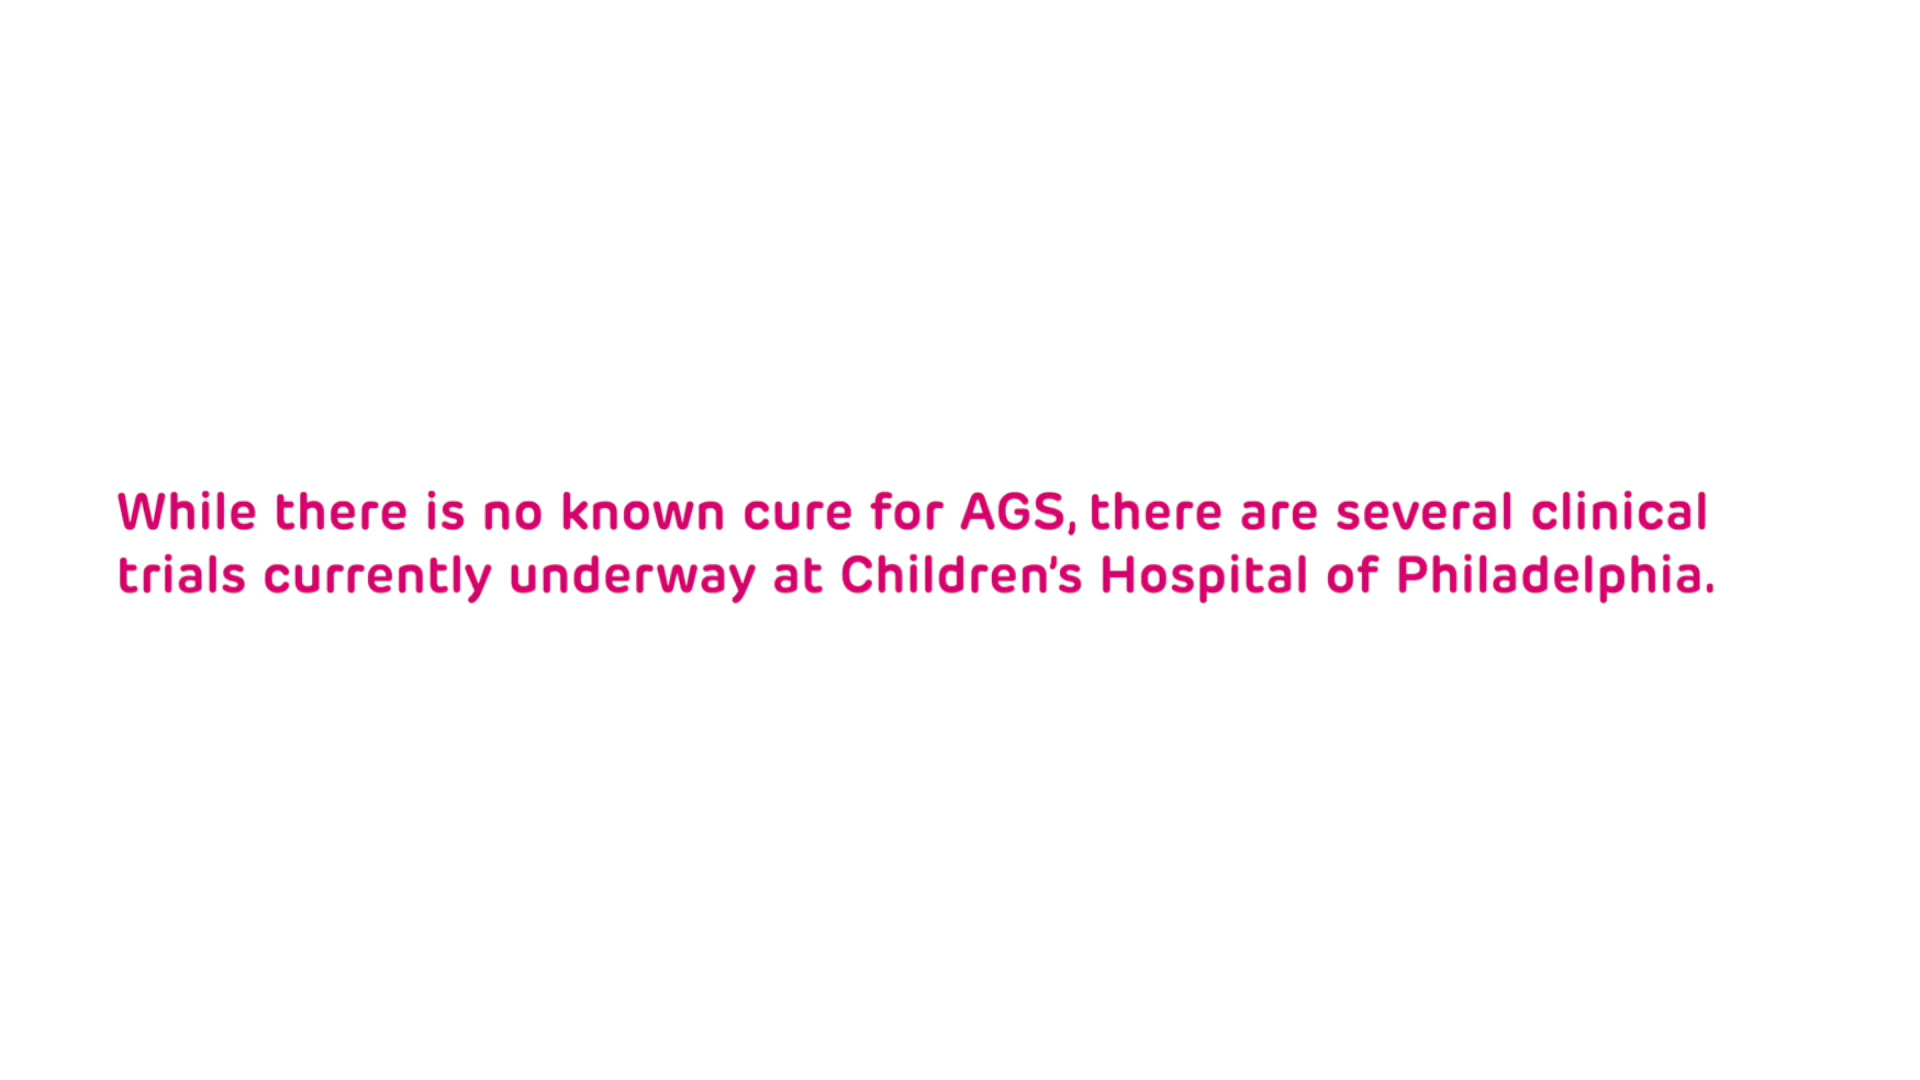 While there is no known cure for AGS, there are several clinical
trials currently underway at Children’s Hospital of Philadelphia.